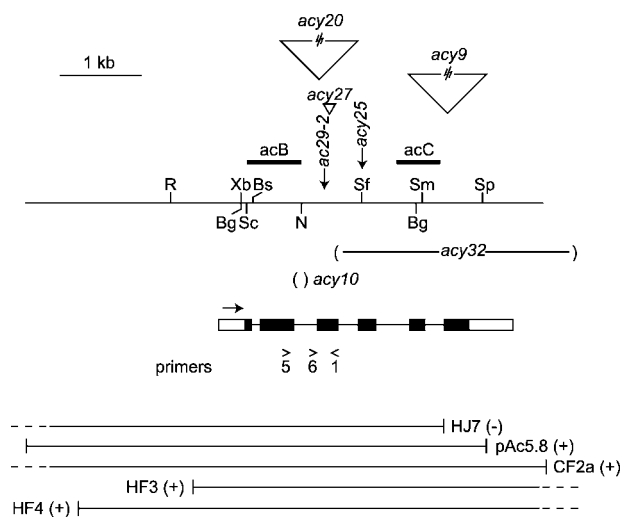 acy20
acy9
1 kb
acy27
ac29-2
acy25
acB
acC
R
Xb
Bs
Sf
Sm
Sp
Bg
Sc
N
Bg
( acy32 )
( ) acy10
> > <
primers 5 6 1
HJ7 (-)
pAc5.8 (+)
CF2a (+)
HF3 (+)
HF4 (+)